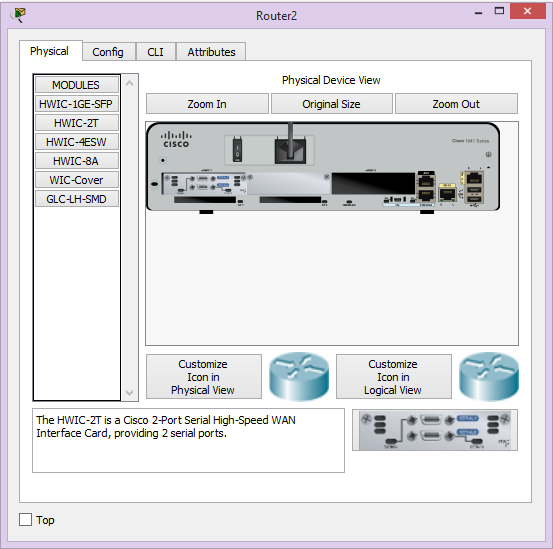 Router2
Physical
Config
CLI
Attributes
MODULES
HWIC-1GE-SFP
HWIC-2T
HWIC-4ESW
HWIC-8A
WIC-Cover
GLC-LH-SMD
Physical Device View
Zoom In
Original Size
Zoom Out
CISCO
Cisco 1941 Series
Customize
Icon in
Physical View
Customize
Icon in
Logical View
The HWIC-2T is a Cisco 2-Port Serial High-Speed WAN
Interface Card, providing 2 serial ports.
Top